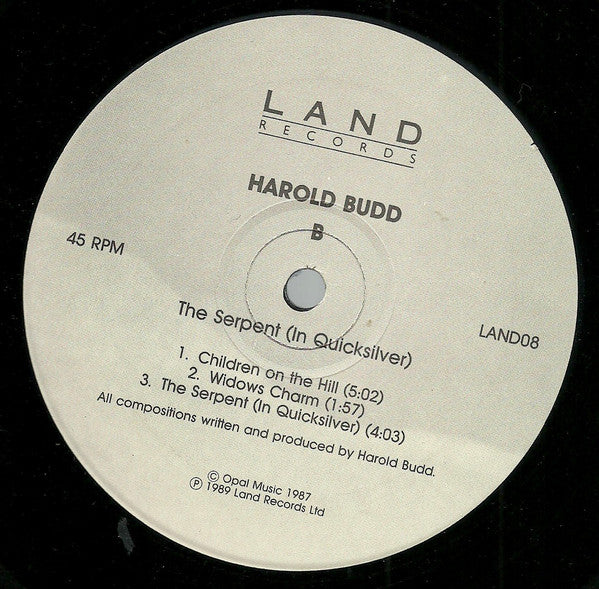 LAND
RECORDS
HAROLD BUDD
B
45 RPM
LAND08
The Serpent (In Quicksilver)
1. Children on the Hill (5:02)
2. Widows Charm (1:57)
3. The Serpent (In Quicksilver) (4:03)
All compositions written and produced by Harold Budd.
© Opal Music 1987
℗ 1989 Land Records Ltd